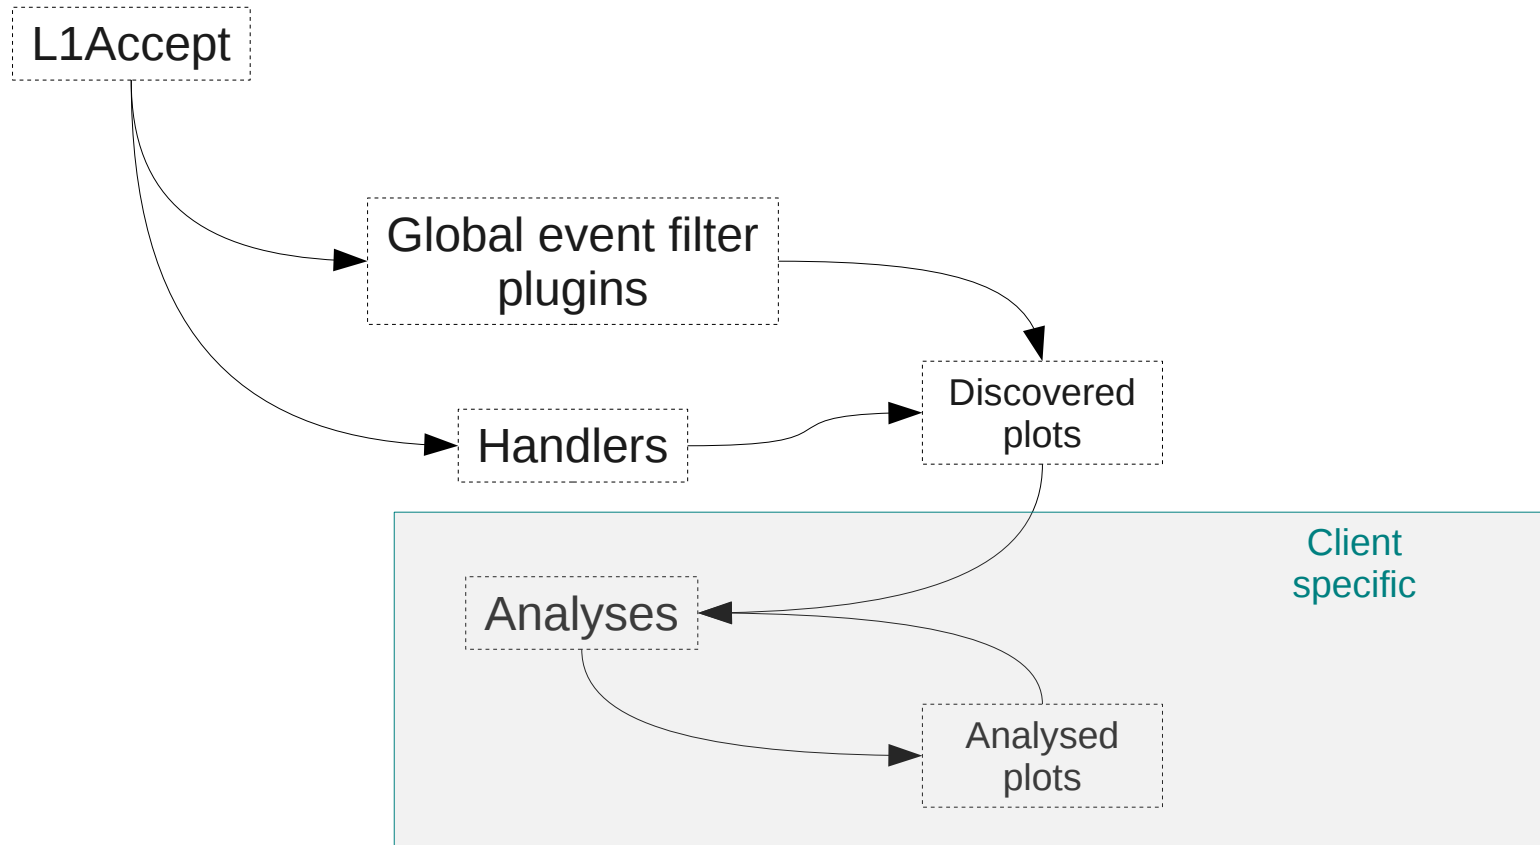 L1Accept
Global event filter
plugins
Discovered
plots
Handlers
Client
specific
Analyses
Analysed
plots